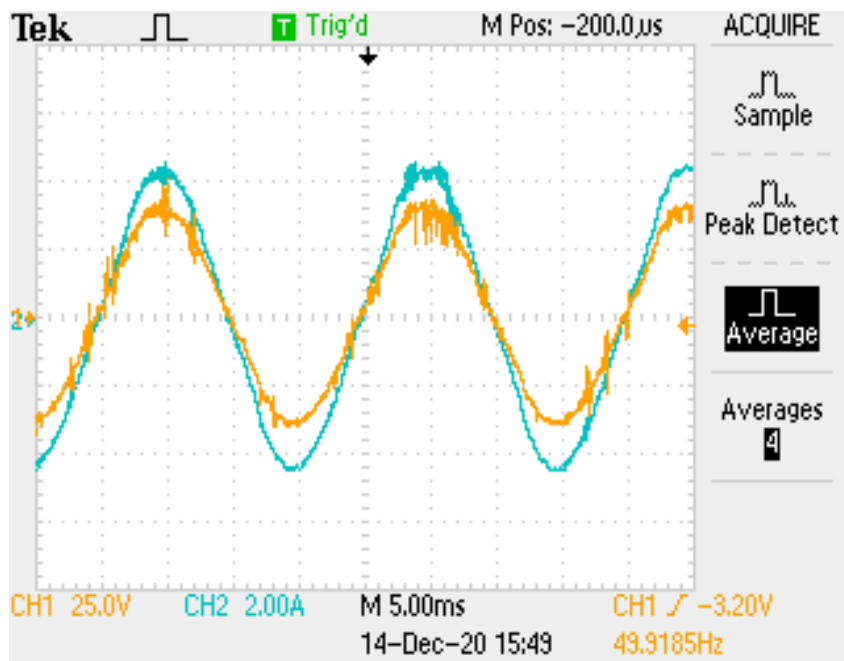 Tek T Trig'd M Pos: −200.0µs ACQUIRE
Sample
Peak Detect
2
Average
Averages
4
CH1 25.0V CH2 2.00A M 5.00ms CH1 −3.20V
14−Dec−20 15:49 49.9185Hz